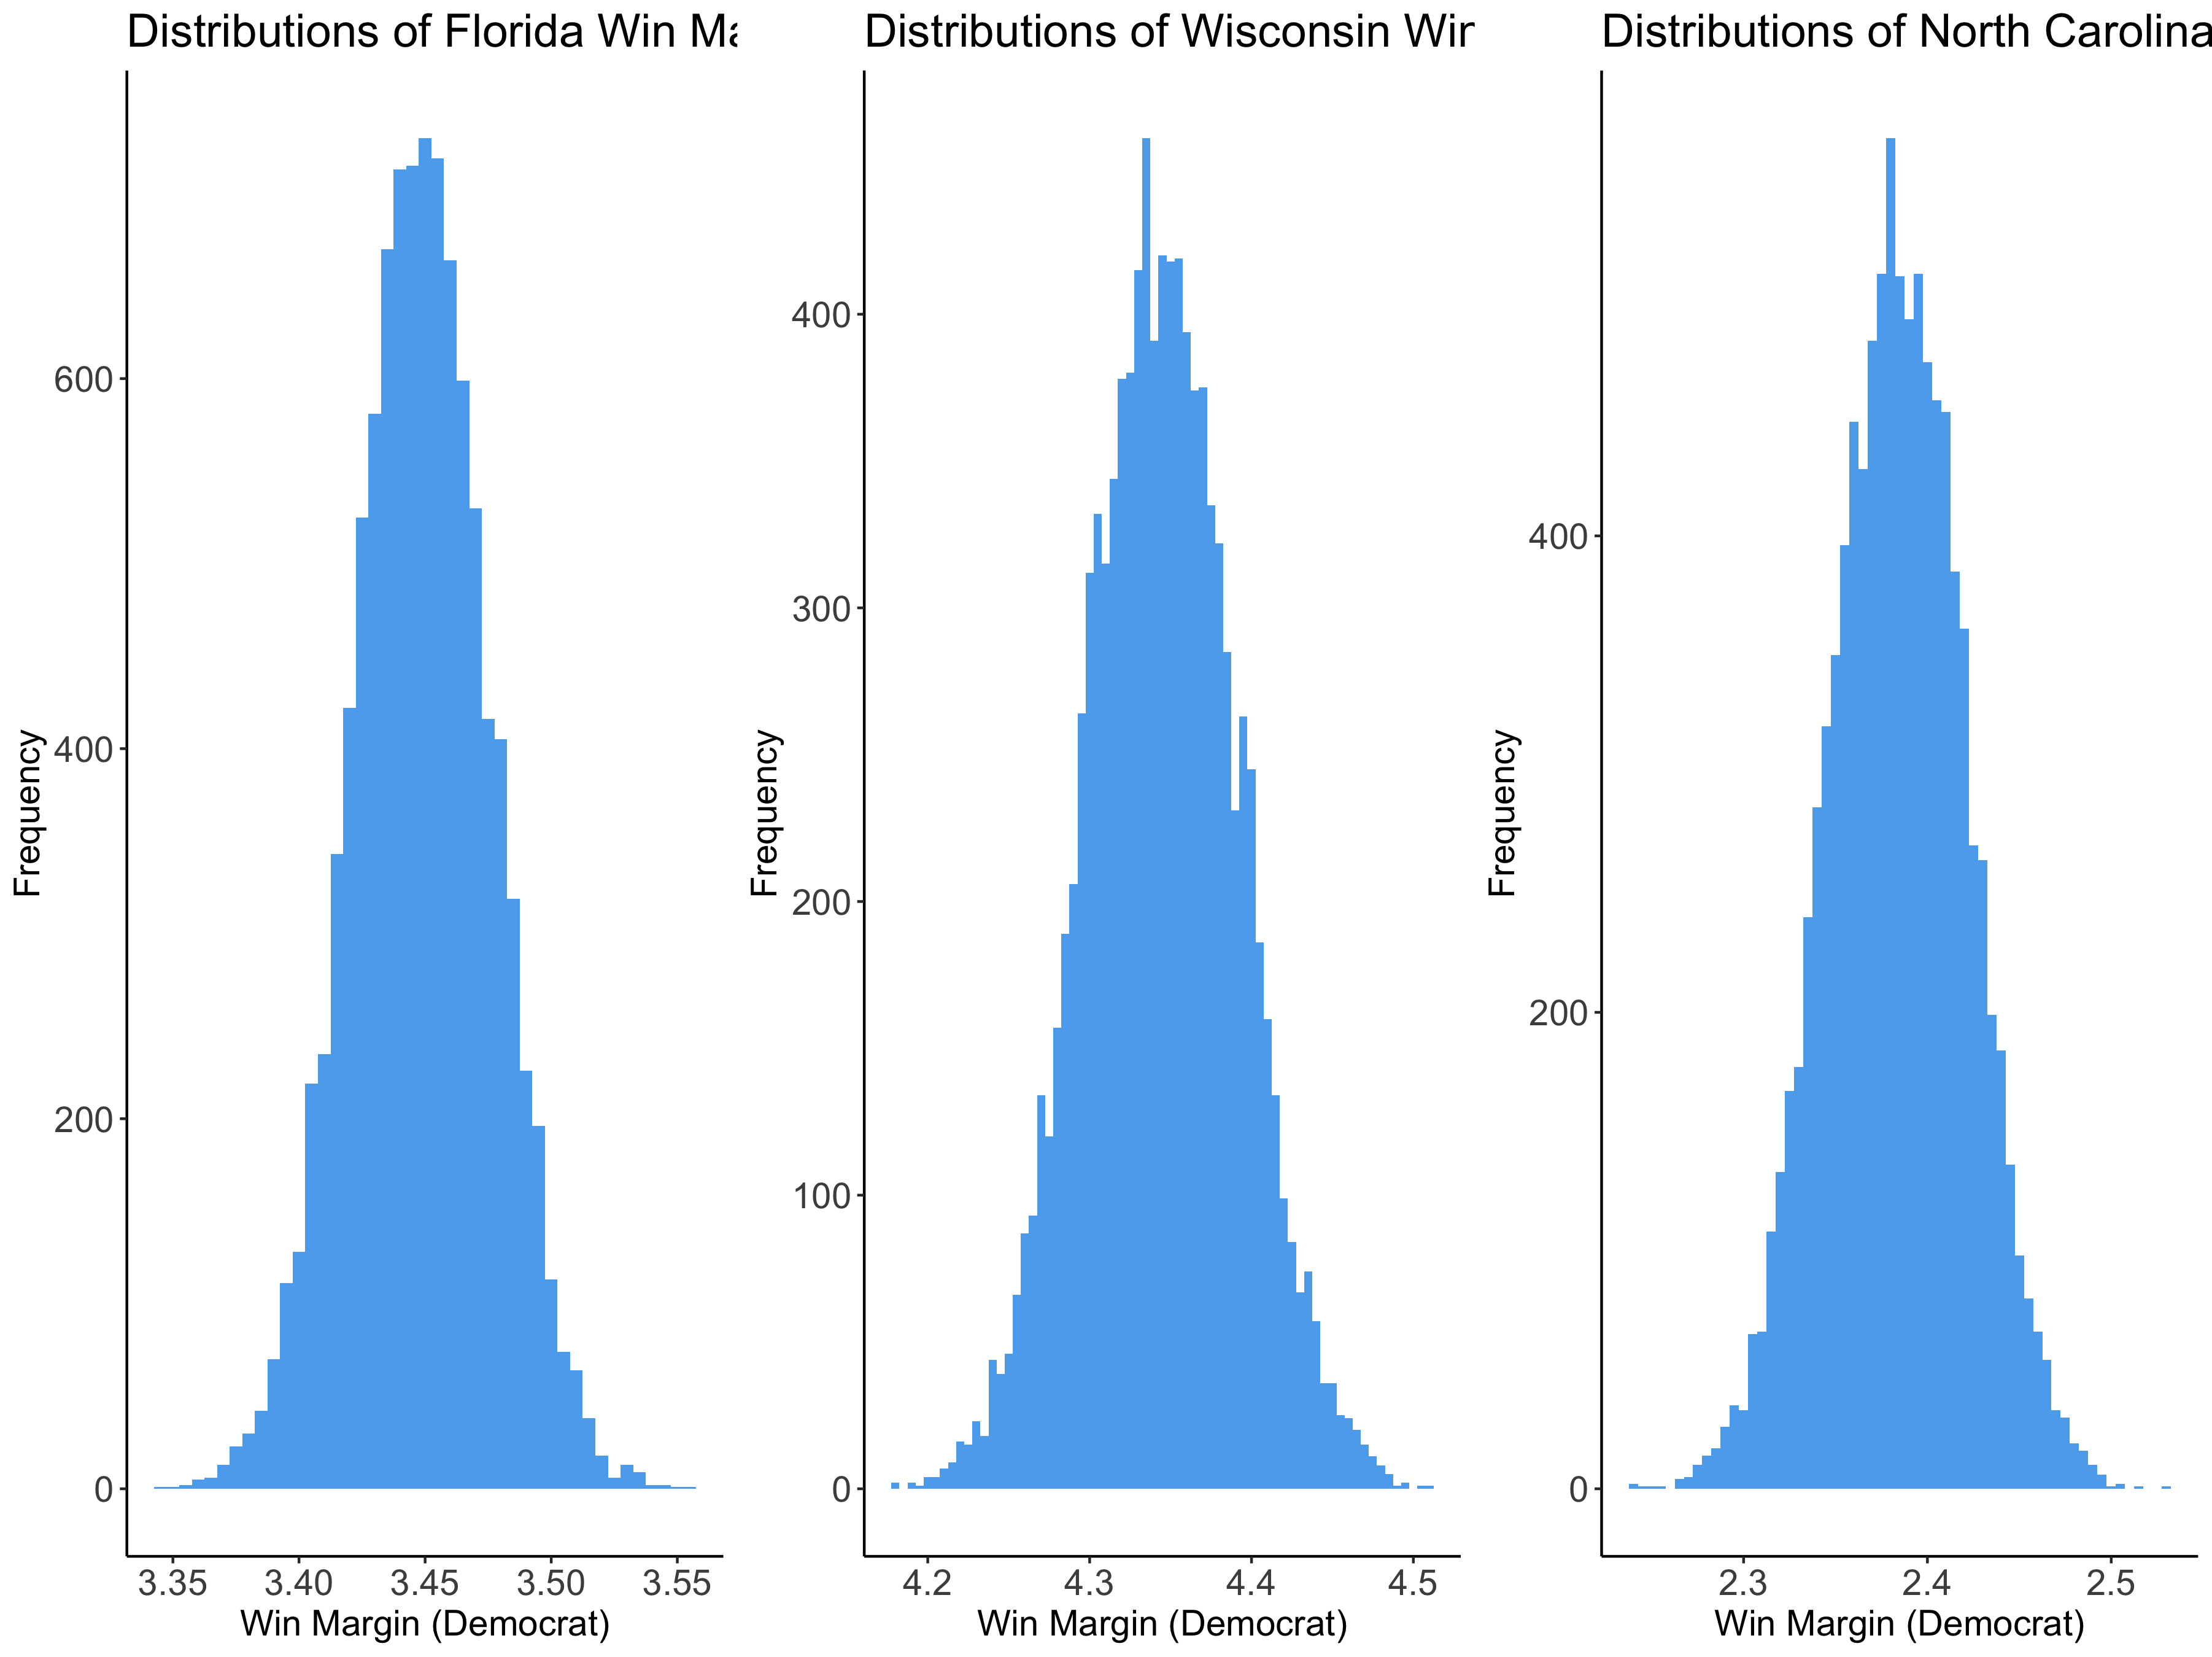 Distributions of Florida Win
Frequency
600
400
200
0
3.35 3.40 3.45 3.50 3.55
Win Margin (Democrat)
Distributions of Wisconsin
Frequency
400
300
200
100
0
4.2 4.3 4.4 4.5
Win Margin (Democrat)
Distributions of North Carolina
Frequency
400
200
0
2.3 2.4 2.5
Win Margin (Democrat)